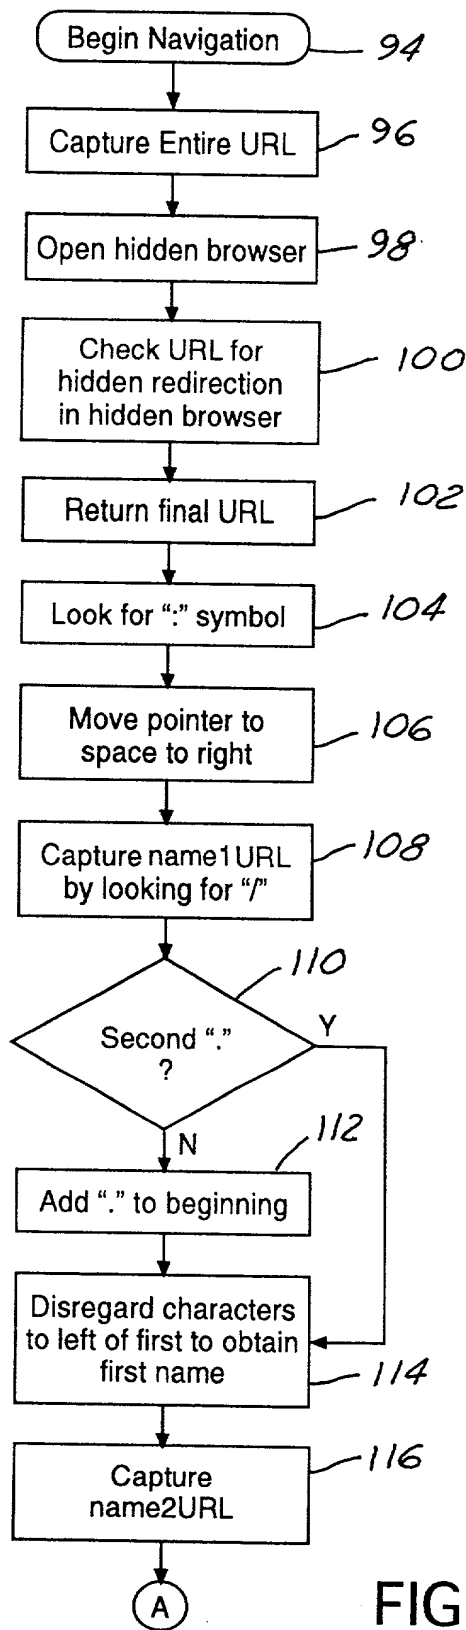 Begin Navigation
94
Capture Entire URL
96
Open hidden browser
98
Check URL for
hidden redirection
in hidden browser
100
Return final URL
102
Look for “:” symbol
104
Move pointer to
space to right
106
Capture name1URL
by looking for “/”
108
110
Second “.”
?
Y
N
112
Add “.” to beginning
Disregard characters
to left of first to obtain
first name
114
Capture
name2URL
116
A
FIG